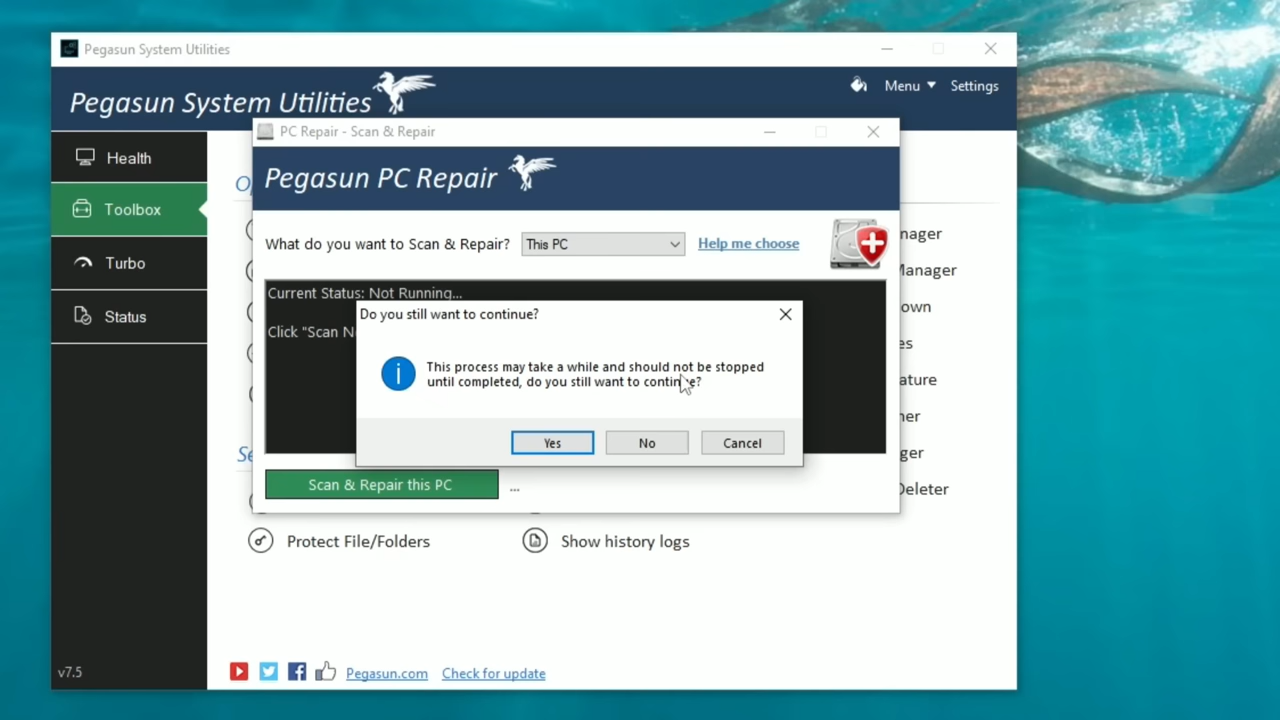 Pegasun System Utilities
Pegasun System Utilities
Menu
Settings
PC Repair - Scan & Repair
Health
Pegasun PC Repair
Toolbox
What do you want to Scan & Repair?
This PC
Help me choose
nager
Turbo
Manager
Current Status: Not Running...
own
Status
Do you still want to continue?
Click "Scan N
es
This process may take a while and should not be stopped
until completed, do you still want to continue?
ature
ner
Yes
No
Cancel
Se
ger
Scan & Repair this PC
...
Deleter
Protect File/Folders
Show history logs
v7.5
Pegasun.com
Check for update